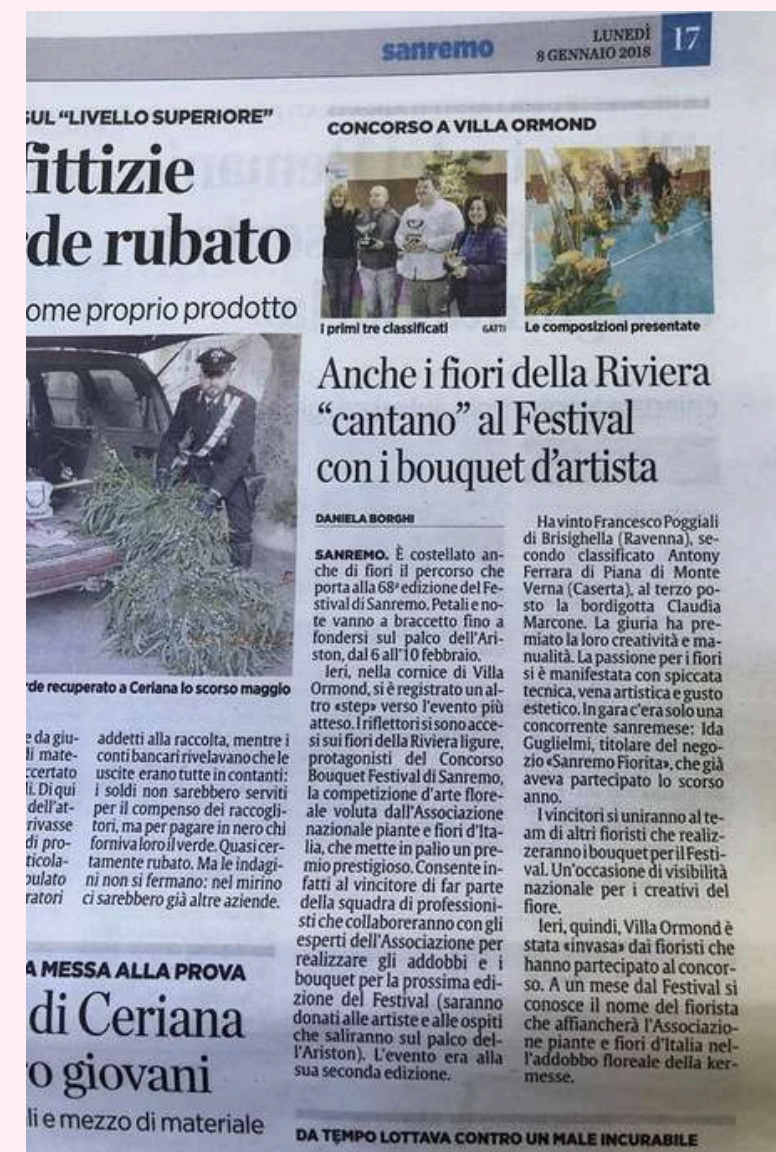 sanremo
LUNEDÌ
8 GENNAIO 2018
17
SUL “LIVELLO SUPERIORE”
fittizie
rubato
proprio prodotto
recuperato a Ceriana lo scorso maggio
addetti alla raccolta, mentre i
conti bancari rivelavano che le
uscite erano tutte in contanti:
i soldi non sarebbero serviti
per il compenso dei raccogli-
tori, ma per pagare in nero chi
forniva loro il verde. Quasi cer-
tamente rubato. Ma le indagi-
ni non si fermano: nel mirino
ci sarebbero già altre aziende.
A MESSA ALLA PROVA
di Ceriana
giovani
e mezzo di materiale
CONCORSO A VILLA ORMOND
I primi tre classificati
GATTI
Le composizioni presentate
Anche i fiori della Riviera
“cantano” al Festival
con i bouquet d’artista
DANIELA BORGHI
SANREMO. È costellato an-
che di fiori il percorso che
porta alla 68ª edizione del Fe-
stival di Sanremo. Petali e no-
te vanno a braccetto fino a
fondersi sul palco dell’Ari-
ston, dal 6 all’10 febbraio.
Ieri, nella cornice di Villa
Ormond, si è registrato un al-
tro «step» verso l’evento più
atteso. I riflettori si sono acce-
si sui fiori della Riviera ligure,
protagonisti del Concorso
Bouquet Festival di Sanremo,
la competizione d’arte flore-
ale voluta dall’Associazione
nazionale piante e fiori d’Ita-
lia, che mette in palio un pre-
mio prestigioso. Consente in-
fatti al vincitore di far parte
della squadra di professioni-
sti che collaboreranno con gli
esperti dell’Associazione per
realizzare gli addobbi e i
bouquet per la prossima edi-
zione del Festival (saranno
donati alle artiste e alle ospiti
che saliranno sul palco del-
l’Ariston). L’evento era alla
sua seconda edizione.
Ha vinto Francesco Poggiali
di Brisighella (Ravenna), se-
condo classificato Antony
Ferrara di Piana di Monte
Verna (Caserta), al terzo po-
sto la bordigotta Claudia
Marcone. La giuria ha pre-
miato la loro creatività e ma-
nualità. La passione per i fiori
si è manifestata con spiccata
tecnica, vena artistica e gusto
estetico. In gara c’era solo una
concorrente sanremese: Ida
Guglielmi, titolare del nego-
zio «Sanremo Fiorita», che già
aveva partecipato lo scorso
anno.
I vincitori si uniranno al te-
am di altri fioristi che realiz-
zeranno i bouquet per il Festi-
val. Un’occasione di visibilità
nazionale per i creativi del
fiore.
Ieri, quindi, Villa Ormond è
stata «invasa» dai fioristi che
hanno partecipato al concor-
so. A un mese dal Festival si
conosce il nome del fiorista
che affiancherà l’Associazio-
ne piante e fiori d’Italia nel-
l’addobbo floreale della ker-
messe.
DA TEMPO LOTTAVA CONTRO UN MALE INCURABILE